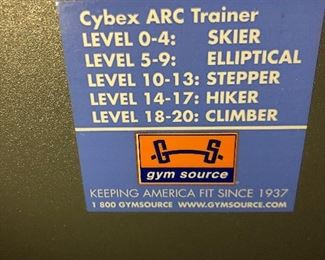 Cybex ARC Trainer
LEVEL 0-4: SKIER
LEVEL 5-9: ELLIPTICAL
LEVEL 10-13: STEPPER
LEVEL 14-17: HIKER
LEVEL 18-20: CLIMBER
G S
gym source
KEEPING AMERICA FIT SINCE 1937
1 800 GYMSOURCE WWW.GYMSOURCE.COM